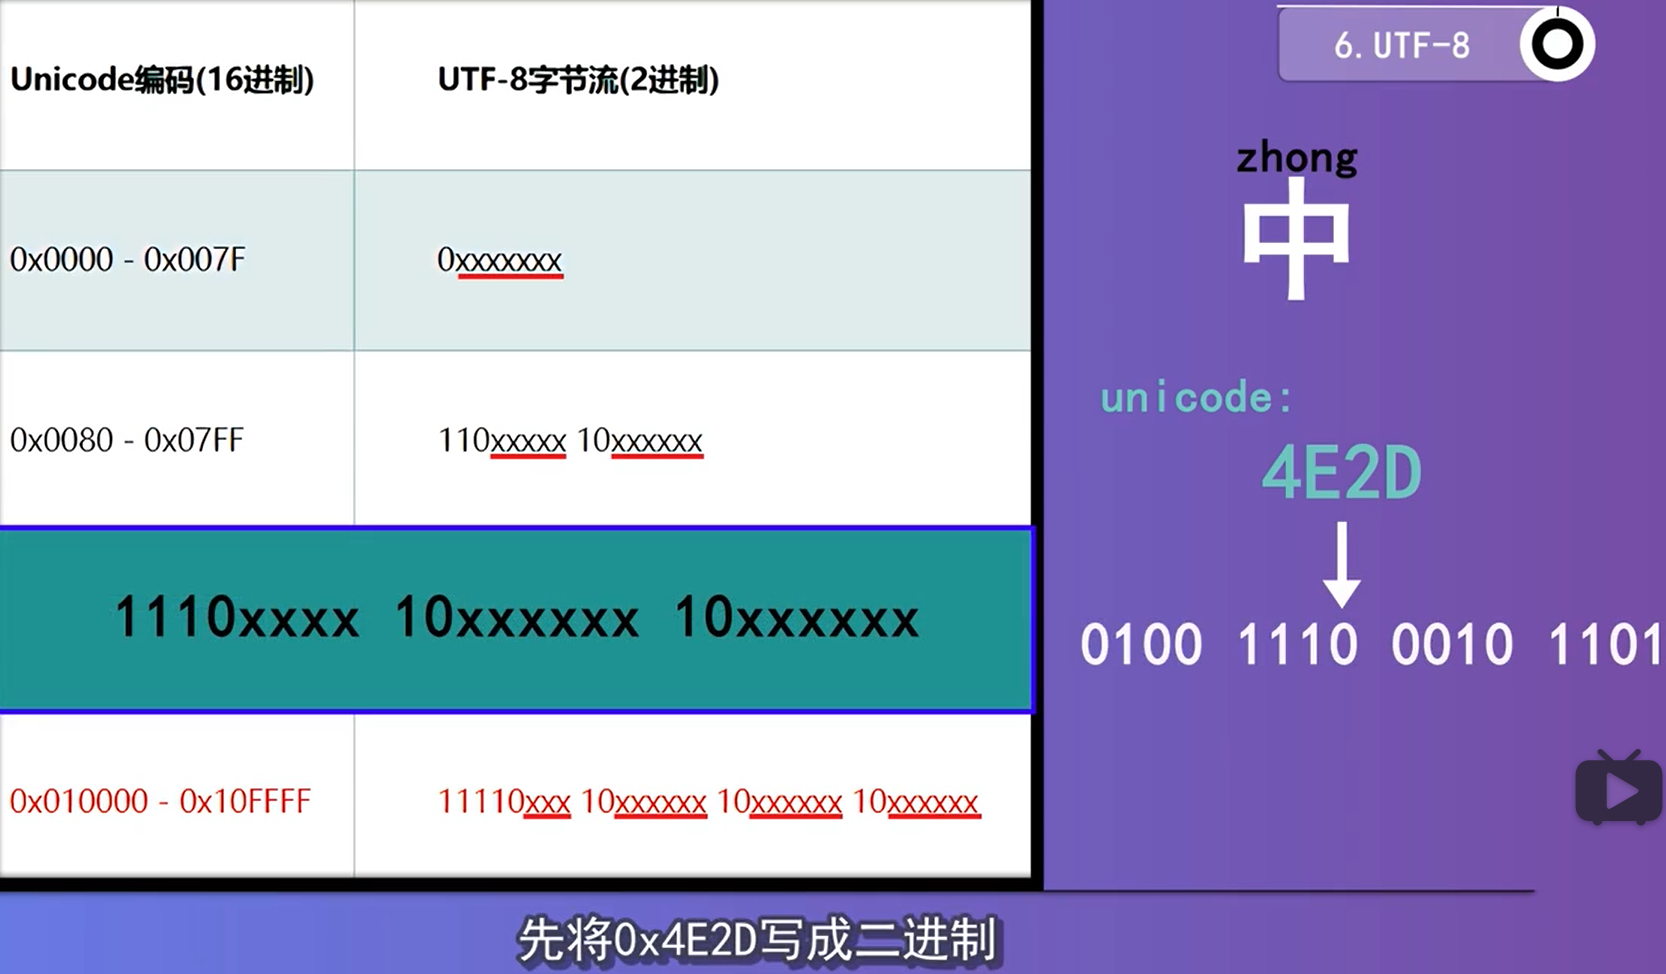 Unicode编码(16进制) UTF-8字节流(2进制)
0x0000 - 0x007F 0xxxxxxx
0x0080 - 0x07FF 110xxxxx 10xxxxxx
1110xxxx 10xxxxxx 10xxxxxx
0x010000 - 0x10FFFF 11110xxx 10xxxxxx 10xxxxxx 10xxxxxx
6.UTF-8
zhong
中
unicode:
4E2D
0100 1110 0010 1101
先将0x4E2D写成二进制